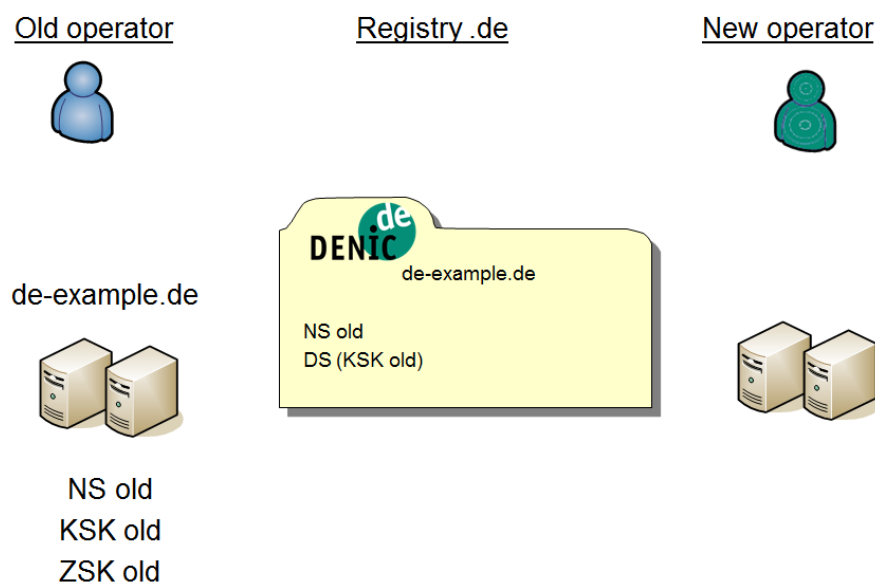 Old operator
Registry .de
New operator
de
DENIC
de-example.de
de-example.de
NS old
DS (KSK old)
NS old
KSK old
ZSK old